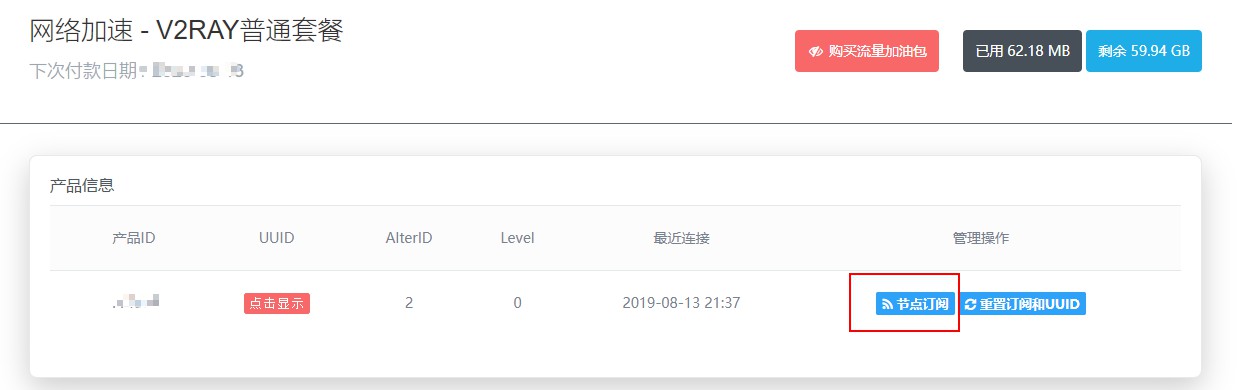 网络加速 - V2RAY普通套餐
下次付款日期
购买流量加油包 已用 62.18 MB 剩余 59.94 GB
产品信息
产品ID UUID AlterID Level 最近连接 管理操作
点击显示 2 0 2019-08-13 21:37 节点订阅 重置订阅和UUID